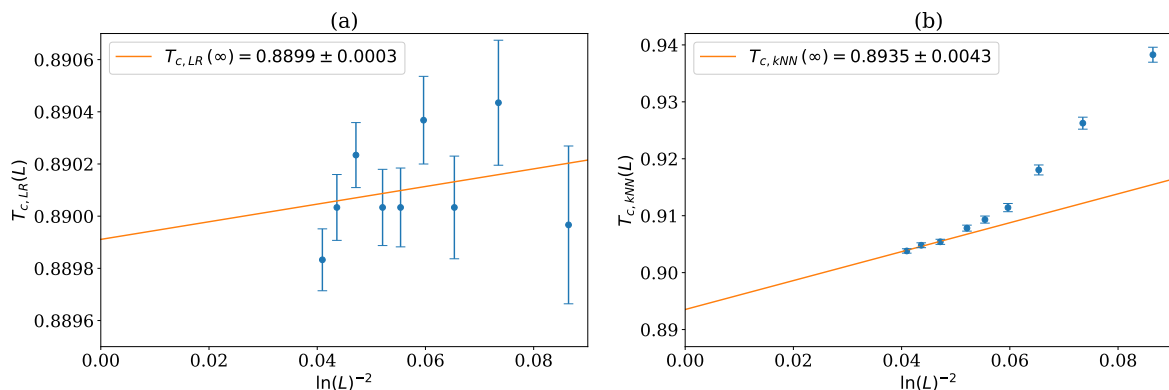 (a)
T_{c,LR}(∞) = 0.8899 ± 0.0003
0.8906
0.8904
0.8902
0.8900
0.8898
0.8896
T_{c,LR}(L)
0.00 0.02 0.04 0.06 0.08
ln(L)^{-2}
(b)
T_{c,kNN}(∞) = 0.8935 ± 0.0043
0.94
0.93
0.92
0.91
0.90
0.89
T_{c,kNN}(L)
0.00 0.02 0.04 0.06 0.08
ln(L)^{-2}